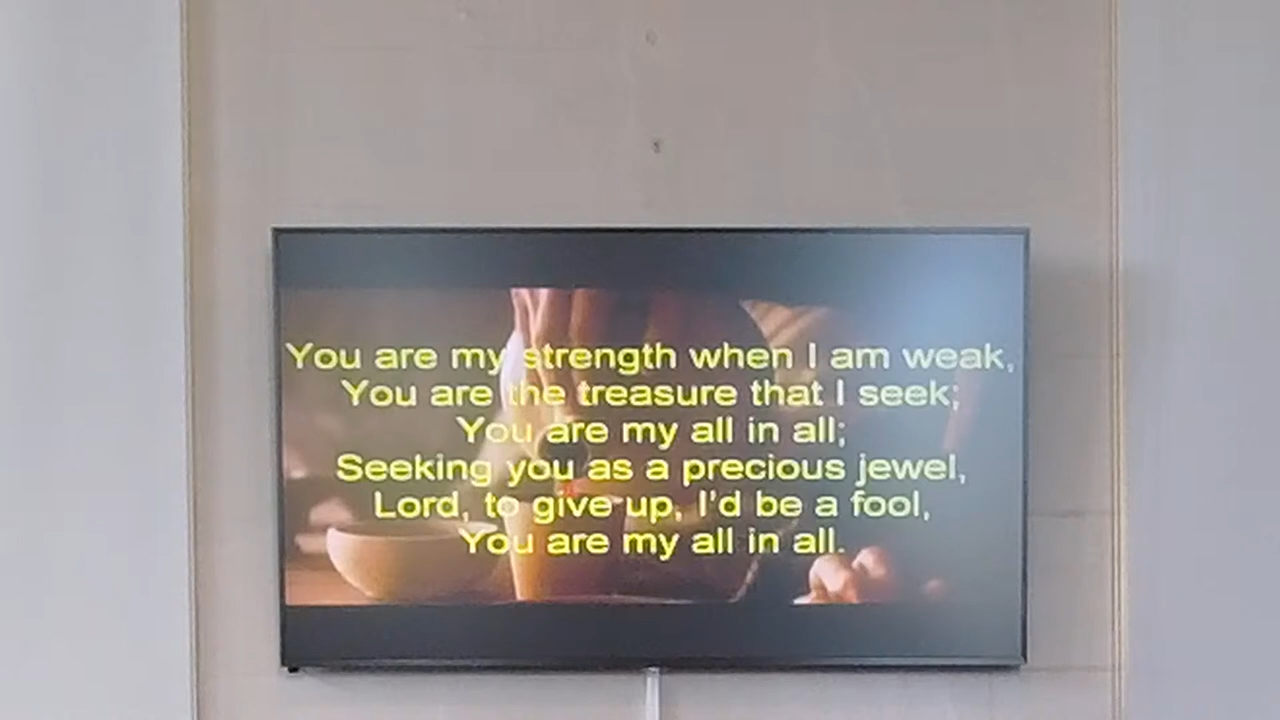 You are my strength when I am weak,
You are the treasure that I seek;
You are my all in all;
Seeking you as a precious jewel,
Lord, to give up, I'd be a fool,
You are my all in all.